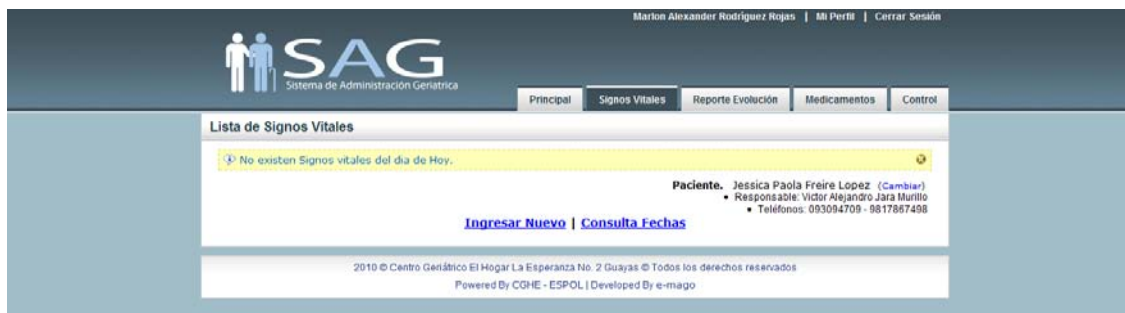 Marlon Alexander Rodríguez Rojas | Mi Perfil | Cerrar Sesión
SAG
Sistema de Administración Geriatrica
Principal Signos Vitales Reporte Evolución Medicamentos Control
Lista de Signos Vitales
No existen Signos vitales del dia de Hoy.
Paciente. Jessica Paola Freire Lopez (Cambiar)
• Responsable: Victor Alejandro Jara Murillo
• Teléfonos: 093094709 - 9817867498
Ingresar Nuevo | Consulta Fechas
2010 © Centro Geriátrico El Hogar La Esperanza No. 2 Guayas © Todos los derechos reservados
Powered By CGHE - ESPOL | Developed By e-mago